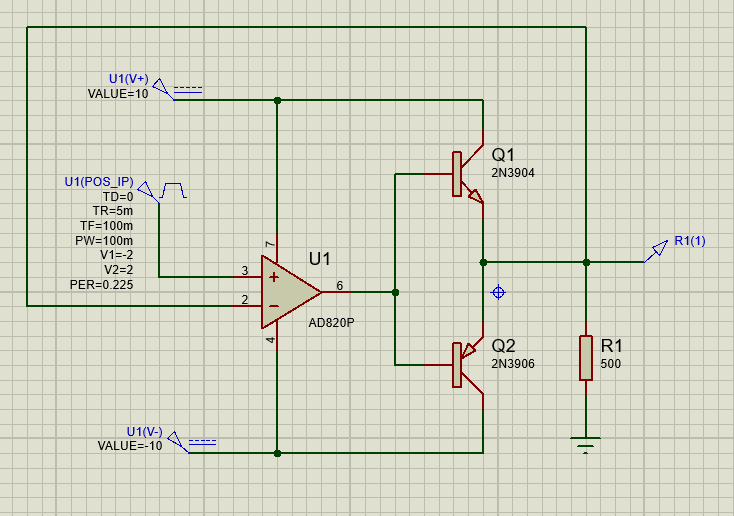 U1(V+)
VALUE=10
Q1
2N3904
U1(POS_IP)
TD=0
TR=5m
TF=100m
PW=100m
V1=-2
V2=2
PER=0.225
R1(1)
7
U1
3
+
6
2
−
AD820P
4
Q2
2N3906
R1
500
U1(V-)
VALUE=-10